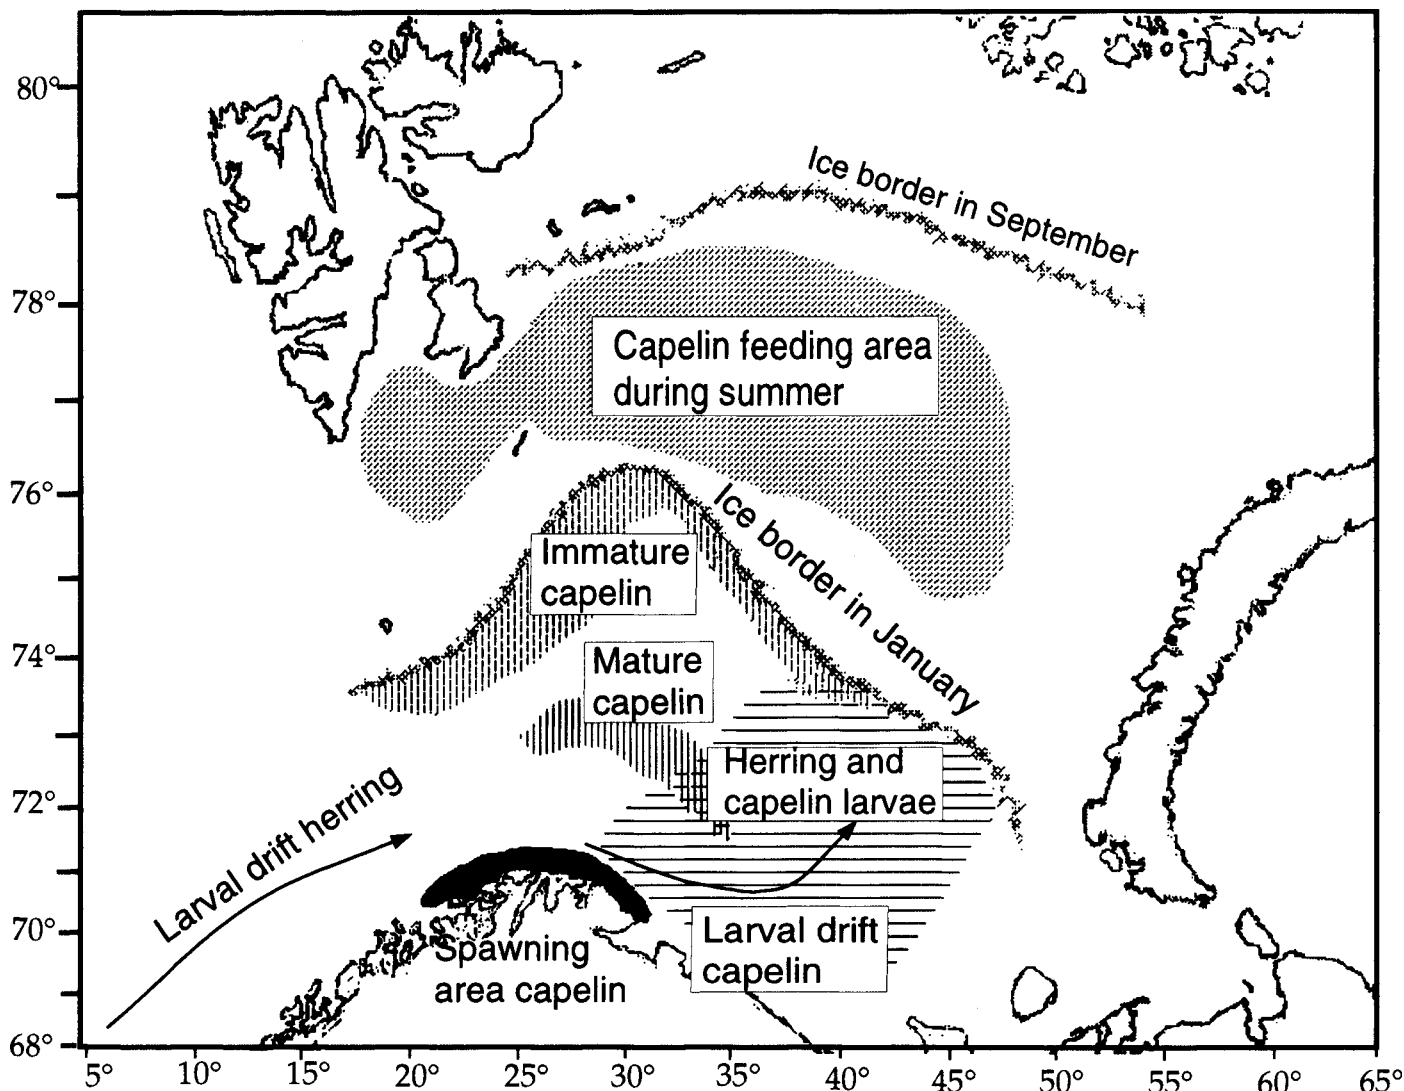 80°
Ice border in September
78°
Capelin feeding area
during summer
76°
Ice border in January
Immature
capelin
74°
Mature
capelin
Herring and
capelin larvae
72°
Larval drift herring
70°
Larval drift
capelin
Spawning
area capelin
68°
5° 10° 15° 20° 25° 30° 35° 40° 45° 50° 55° 60° 65°